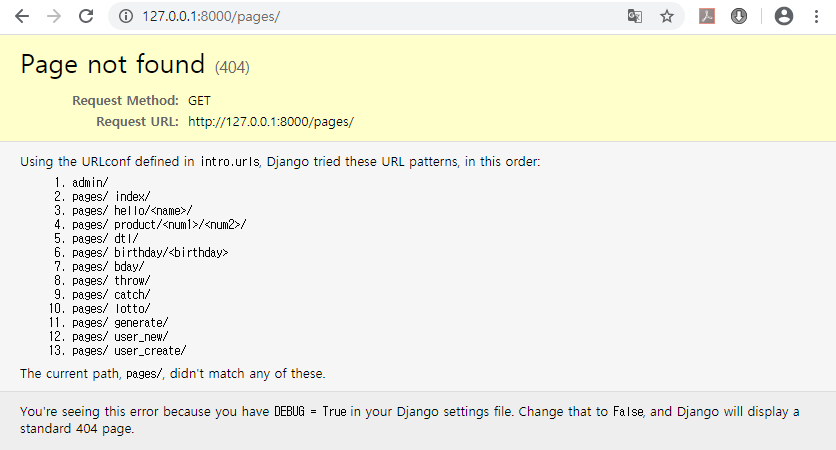 127.0.0.1:8000/pages/
Page not found (404)
Request Method: GET
Request URL: http://127.0.0.1:8000/pages/
Using the URLconf defined in intro.urls, Django tried these URL patterns, in this order:
1. admin/
2. pages/ index/
3. pages/ hello/<name>/
4. pages/ product/<num1>/<num2>/
5. pages/ dtl/
6. pages/ birthday/<birthday>
7. pages/ bday/
8. pages/ throw/
9. pages/ catch/
10. pages/ lotto/
11. pages/ generate/
12. pages/ user_new/
13. pages/ user_create/
The current path, pages/, didn't match any of these.
You're seeing this error because you have DEBUG = True in your Django settings file. Change that to False, and Django will display a
standard 404 page.